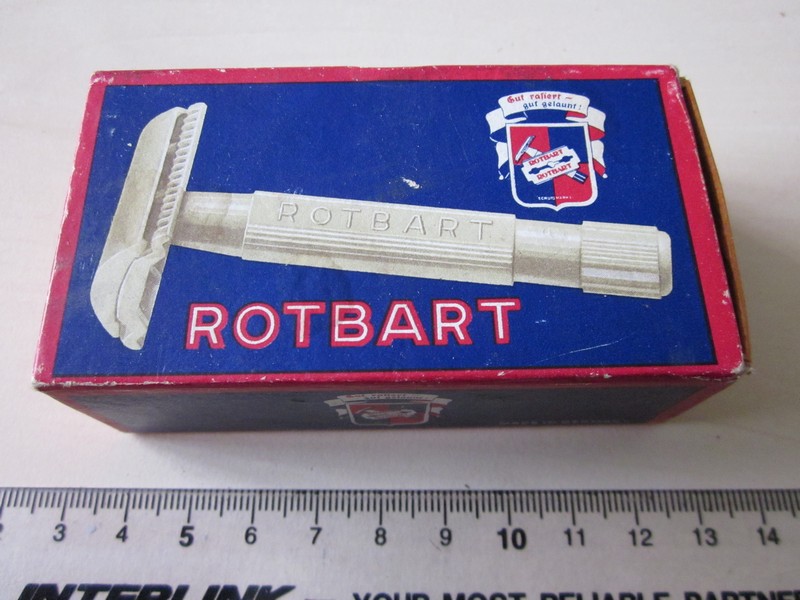 Gut rasiert –
gut gelaunt!
ROTBART
ROTBART
ROTBART
ROTBART
2 3 4 5 6 7 8 9 10 11 12 13 14
INTERLINK — YOUR MOST RELIABLE PARTNER